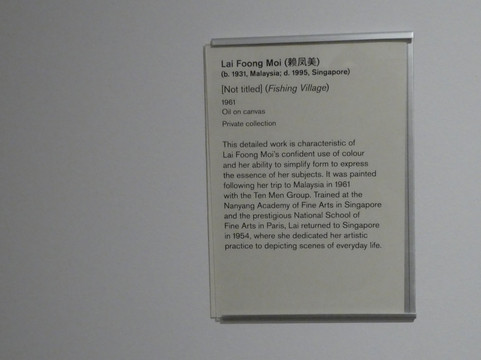 Lai Foong Moi (赖凤美)
(b. 1931, Malaysia; d. 1995, Singapore)
[Not titled] (Fishing Village)
1961
Oil on canvas
Private collection
This detailed work is characteristic of
Lai Foong Moi's confident use of colour
and her ability to simplify form to express
the essence of her subjects. It was painted
following her trip to Malaysia in 1961
with the Ten Men Group. Trained at the
Nanyang Academy of Fine Arts in Singapore
and the prestigious National School of
Fine Arts in Paris, Lai returned to Singapore
in 1954, where she dedicated her artistic
practice to depicting scenes of everyday life.